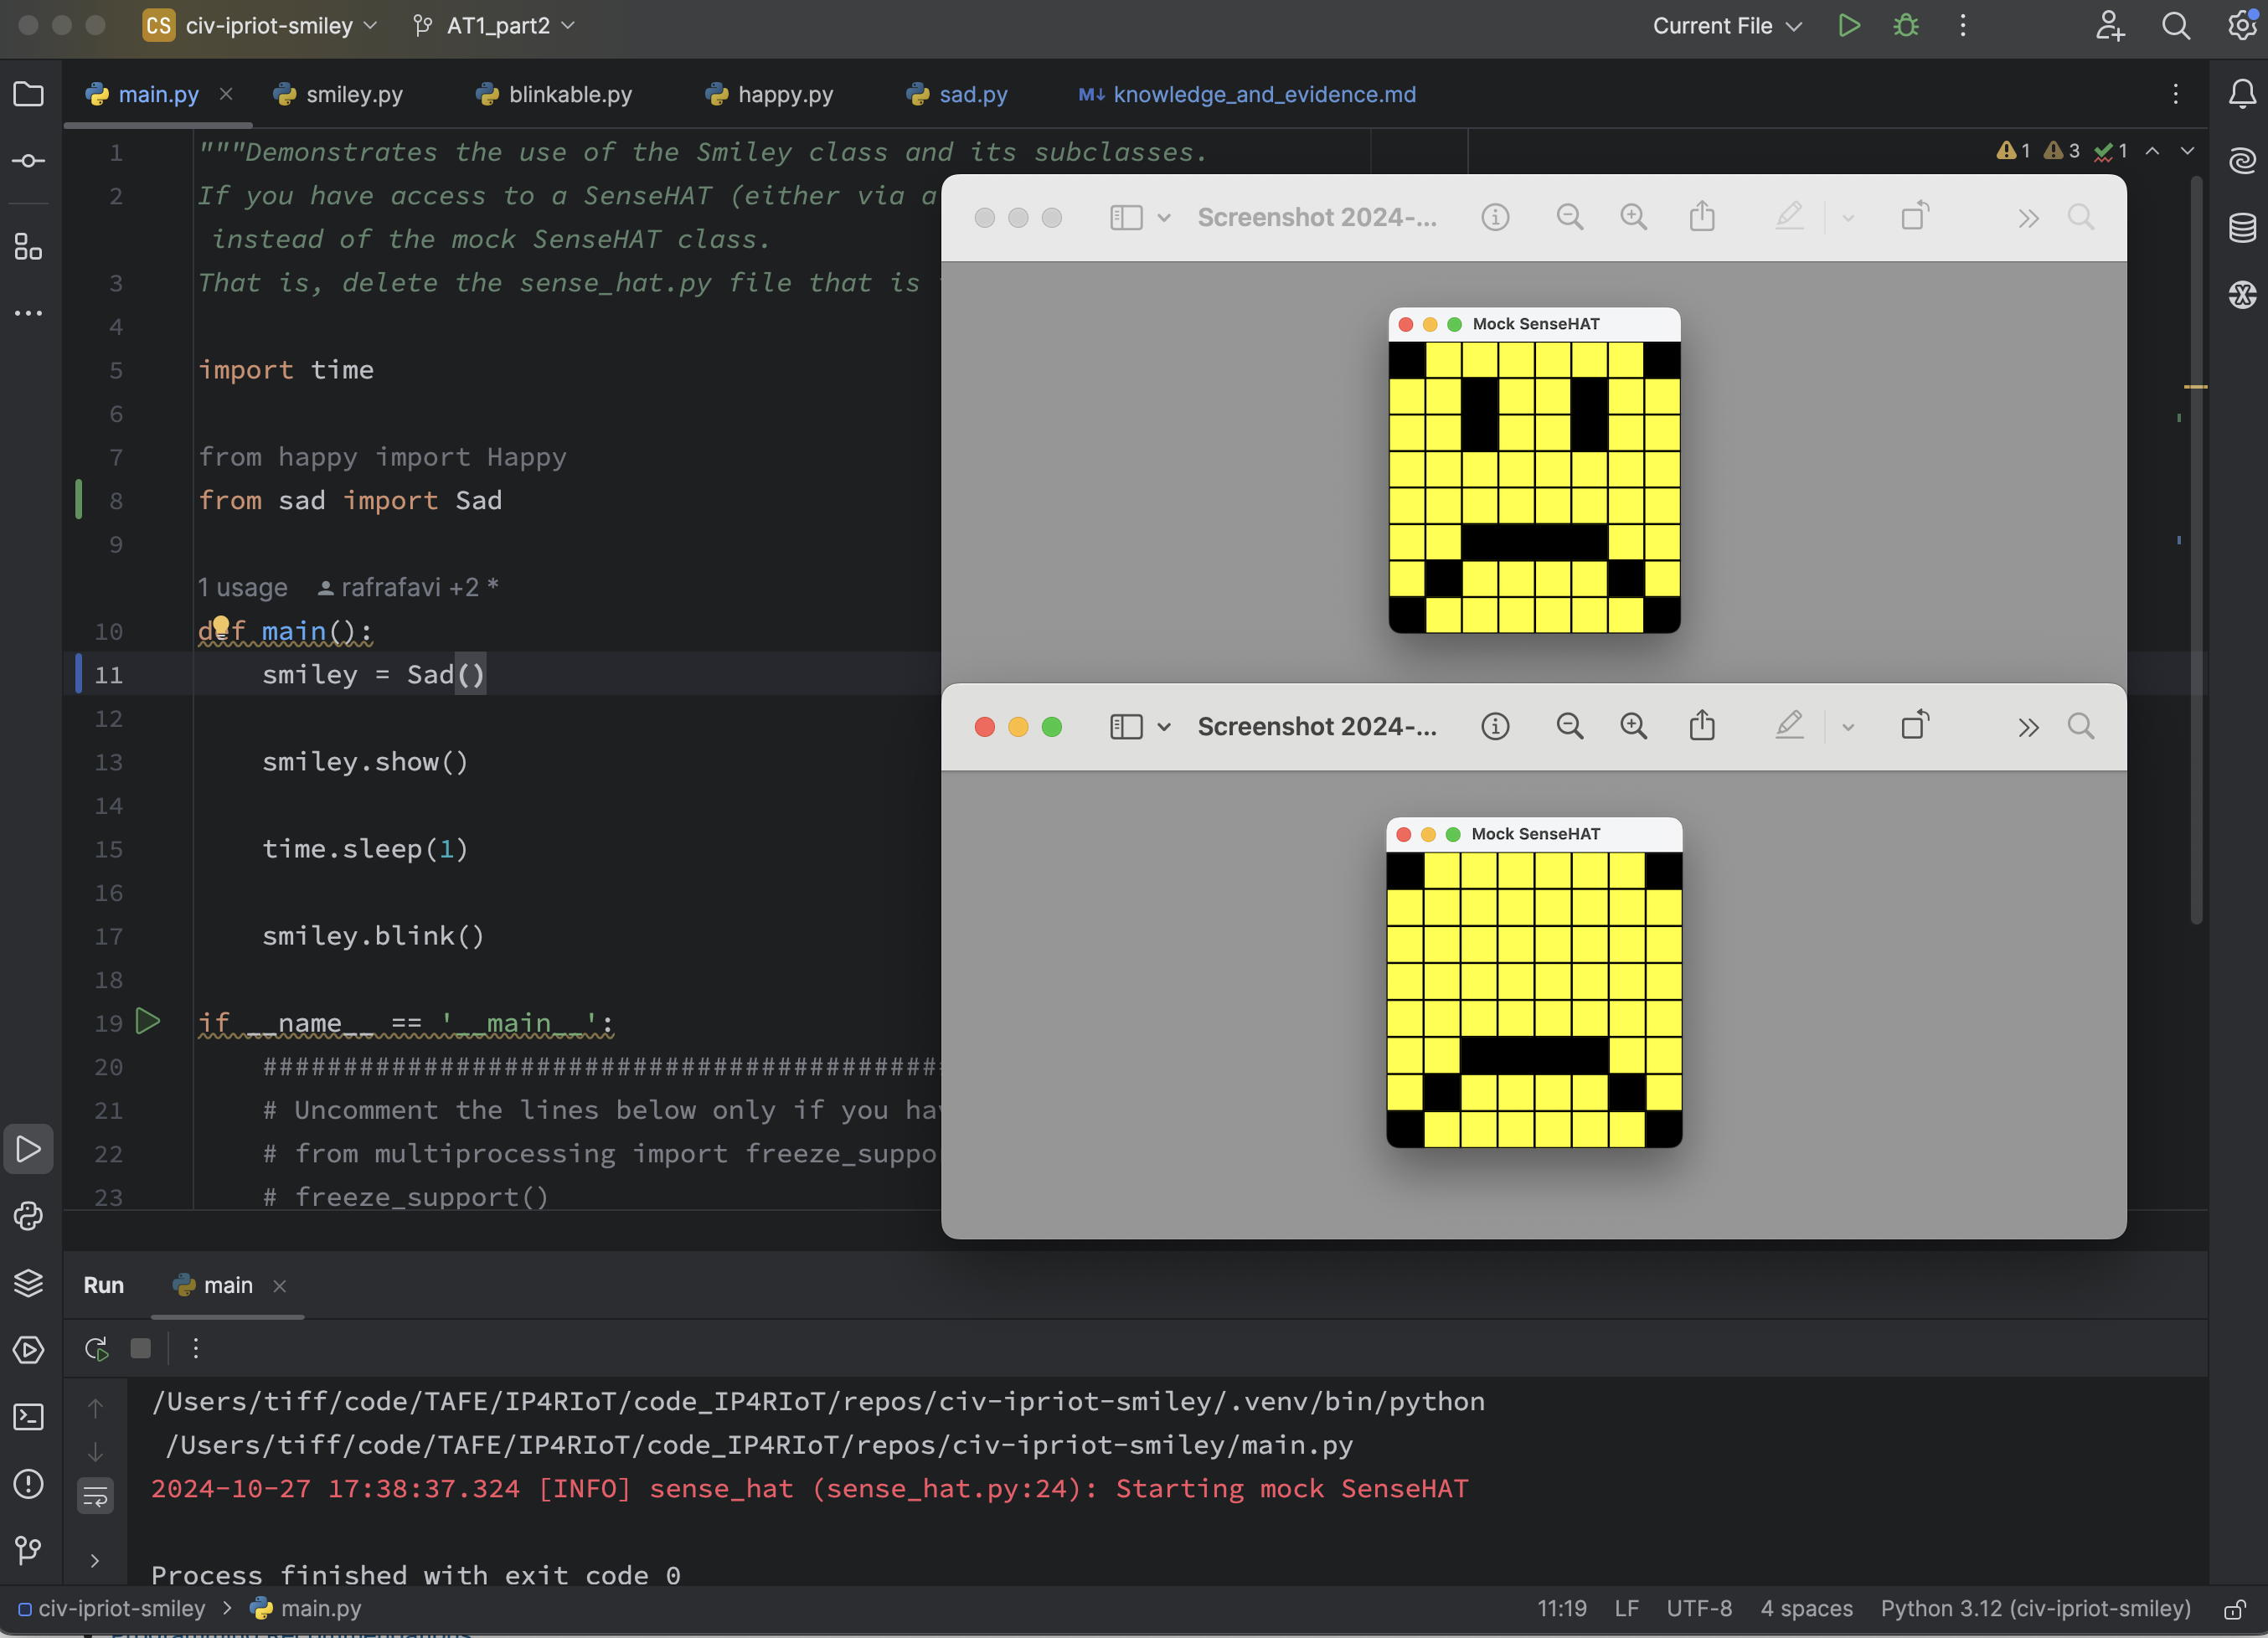 CS civ-ipriot-smiley AT1_part2 Current File
main.py smiley.py blinkable.py happy.py sad.py M↓ knowledge_and_evidence.md
1 """Demonstrates the use of the Smiley class and its subclasses.
1 3 1
2 If you have access to a SenseHAT (either via a
instead of the mock SenseHAT class.
3 That is, delete the sense_hat.py file that is
4
5 import time
6
7 from happy import Happy
8 from sad import Sad
9
1 usage rafrafavi +2 *
10 def main():
11 smiley = Sad()
12
13 smiley.show()
14
15 time.sleep(1)
16
17 smiley.blink()
18
19 if __name__ == '__main__':
20 ##########################################
21 # Uncomment the lines below only if you
22 # from multiprocessing import
23 # freeze_support()
Screenshot 2024-...
Mock SenseHAT
Screenshot 2024-...
Mock SenseHAT
Run main
/Users/tiff/code/TAFE/IP4RIoT/code_IP4RIoT/repos/civ-ipriot-smiley/.venv/bin/python
/Users/tiff/code/TAFE/IP4RIoT/code_IP4RIoT/repos/civ-ipriot-smiley/main.py
2024-10-27 17:38:37.324 [INFO] sense_hat (sense_hat.py:24): Starting mock SenseHAT
Process finished with exit code 0
civ-ipriot-smiley > main.py 11:19 LF UTF-8 4 spaces Python 3.12 (civ-ipriot-smiley)